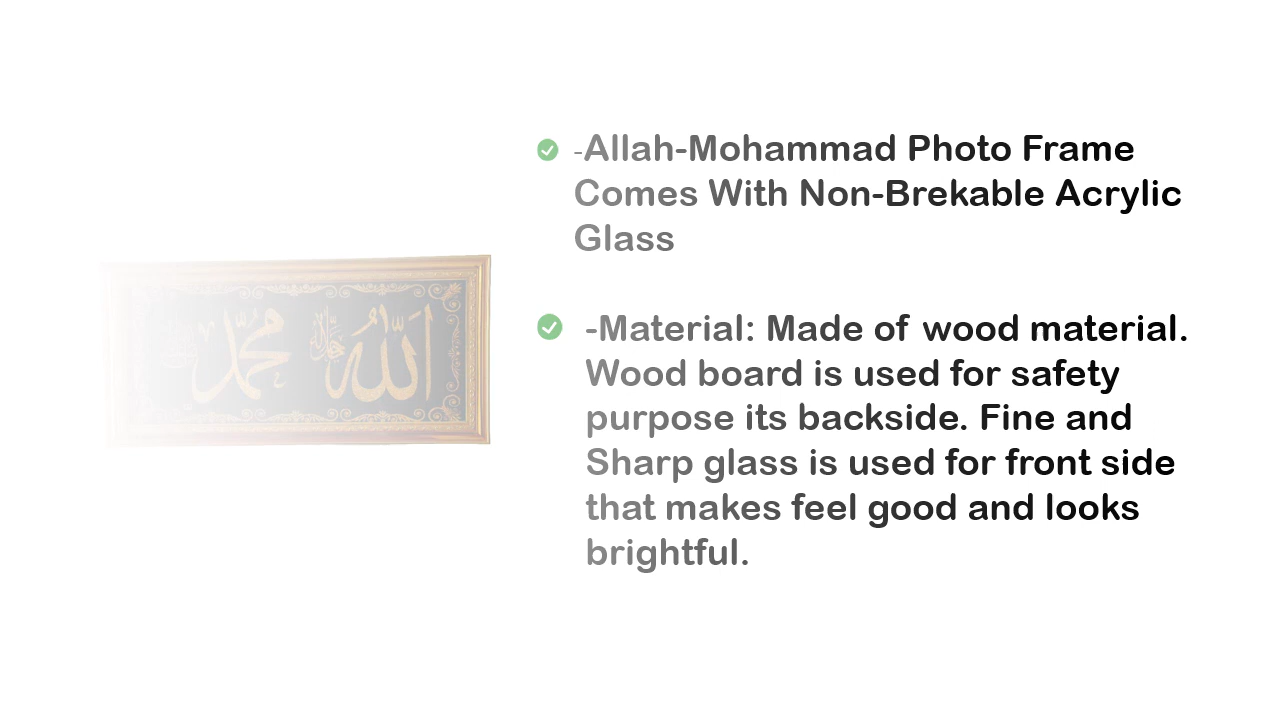 -Allah-Mohammad Photo Frame
Comes With Non-Brekable Acrylic
Glass
-Material: Made of wood material.
Wood board is used for safety
purpose its backside. Fine and
Sharp glass is used for front side
that makes feel good and looks
brightful.
الله
محمد